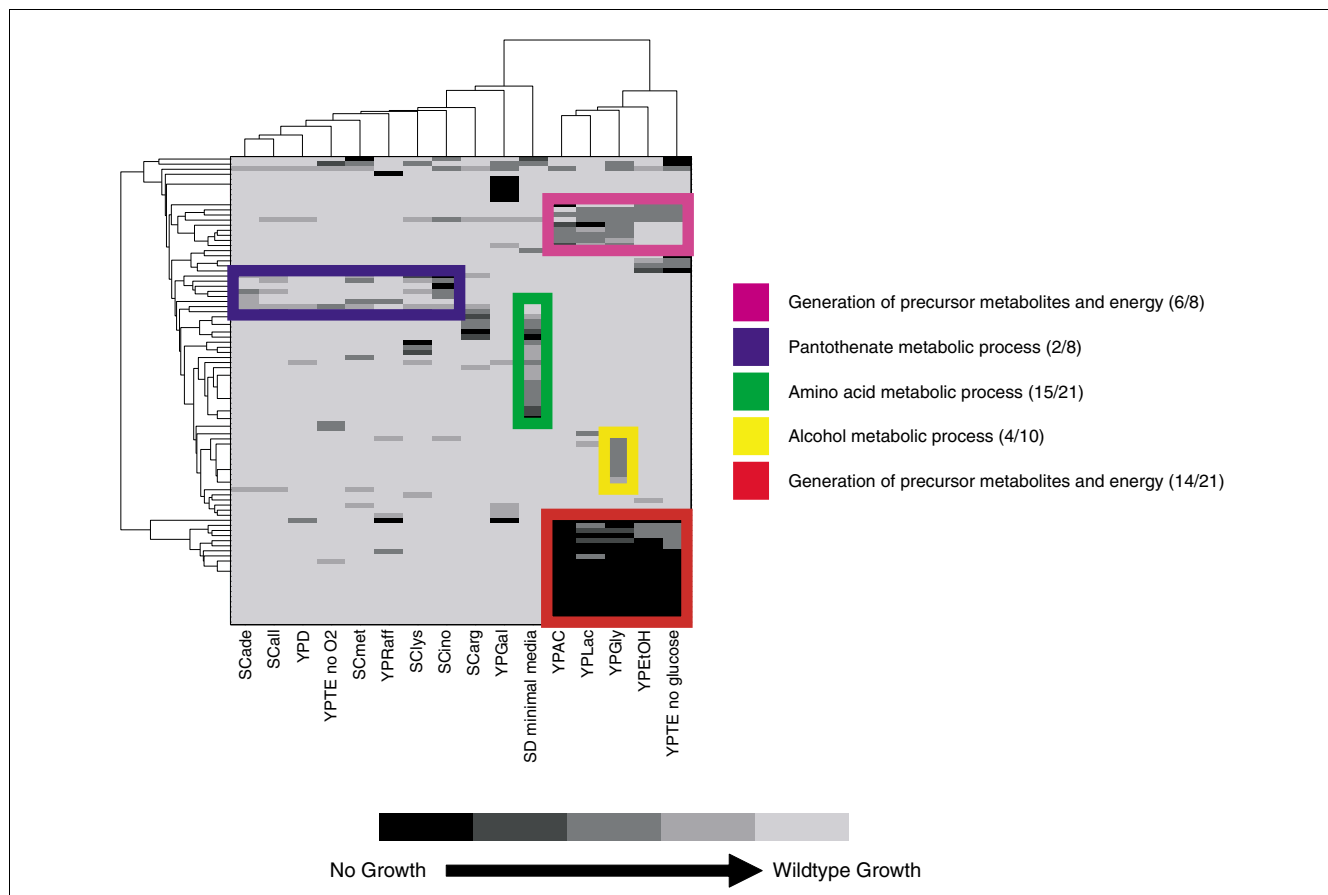 Generation of precursor metabolites and energy (6/8)
Pantothenate metabolic process (2/8)
Amino acid metabolic process (15/21)
Alcohol metabolic process (4/10)
Generation of precursor metabolites and energy (14/21)
SCade
SCall
YPD
YPTE no O2
SCmet
YPRaff
SClys
SCino
SCarg
YPGal
SD minimal media
YPAC
YPLac
YPGly
YPEtOH
YPTE no glucose
No Growth
Wildtype Growth